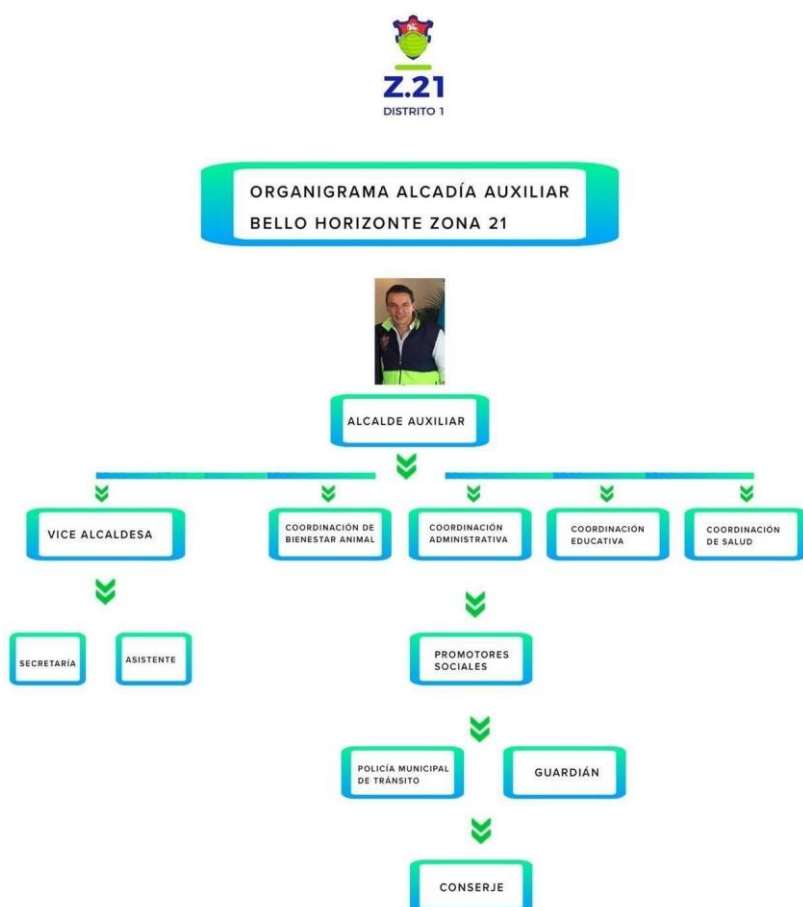 Z.21
DISTRITO 1
ORGANIGRAMA ALCADÍA AUXILIAR
BELLO HORIZONTE ZONA 21
ALCALDE AUXILIAR
VICE ALCALDESA
COORDINACIÓN DE
BIENESTAR ANIMAL
COORDINACIÓN
ADMINISTRATIVA
COORDINACIÓN
EDUCATIVA
COORDINACIÓN
DE SALUD
SECRETARÍA
ASISTENTE
PROMOTORES
SOCIALES
POLICÍA MUNICIPAL
DE TRÁNSITO
GUARDIÁN
CONSERJE